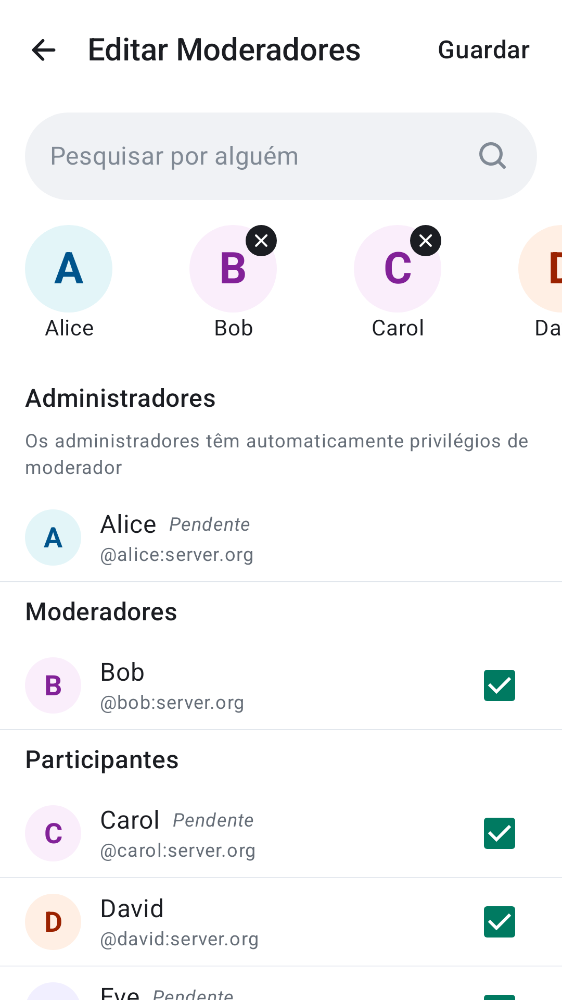 Editar Moderadores
Guardar
Pesquisar por alguém
A
B
C
D
Alice
Bob
Carol
Da
Administradores
Os administradores têm automaticamente privilégios de
moderador
A
Alice Pendente
@alice:server.org
Moderadores
B
Bob
@bob:server.org
Participantes
C
Carol Pendente
@carol:server.org
D
David
@david:server.org
Eve Pendente